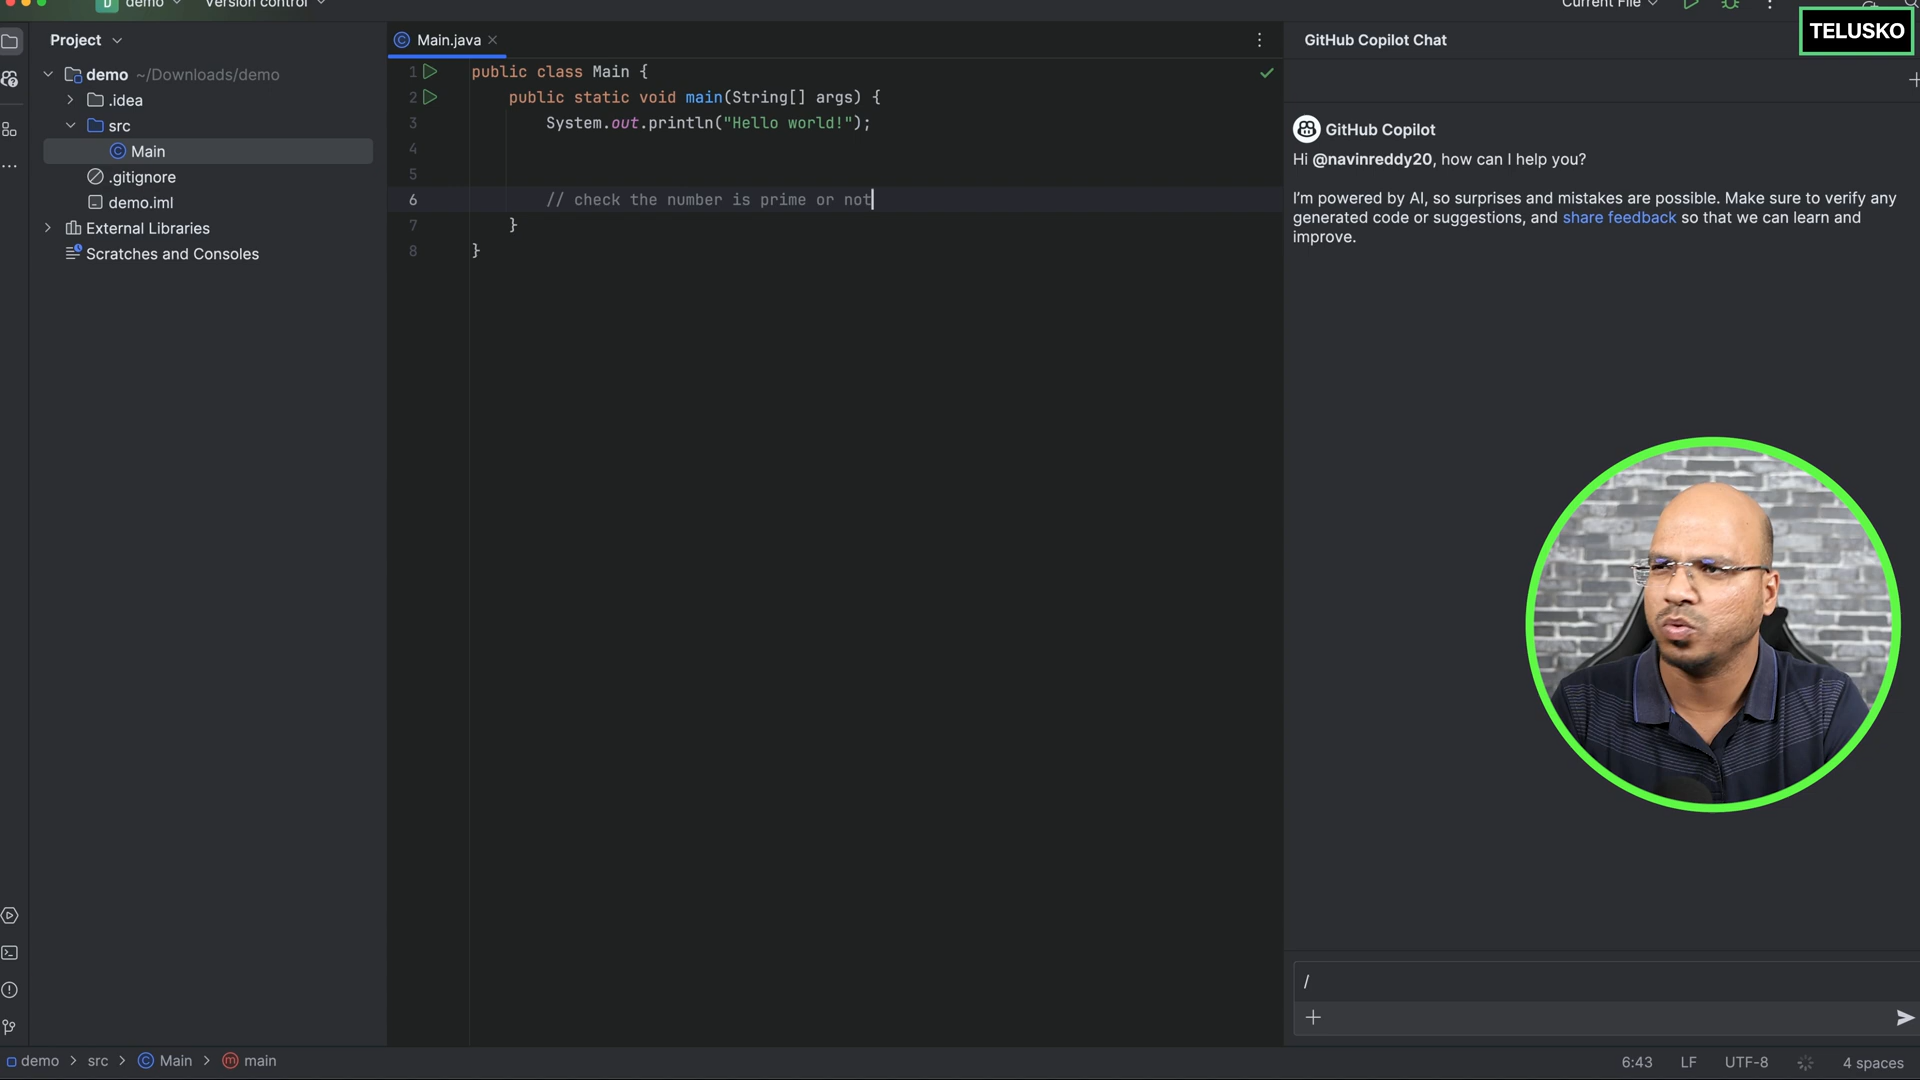 demo
Version control
Current File
TELUSKO
Project
Main.java
GitHub Copilot Chat
demo ~/Downloads/demo
.idea
src
Main
.gitignore
demo.iml
External Libraries
Scratches and Consoles
1 public class Main {
2 public static void main(String[] args) {
3 System.out.println("Hello world!");
4
5
6 // check the number is prime or not
7 }
8 }
GitHub Copilot
Hi @navinreddy20, how can I help you?
I'm powered by AI, so surprises and mistakes are possible. Make sure to verify any
generated code or suggestions, and share feedback so that we can learn and
improve.
/
demo > src > Main > main
6:43 LF UTF-8 4 spaces